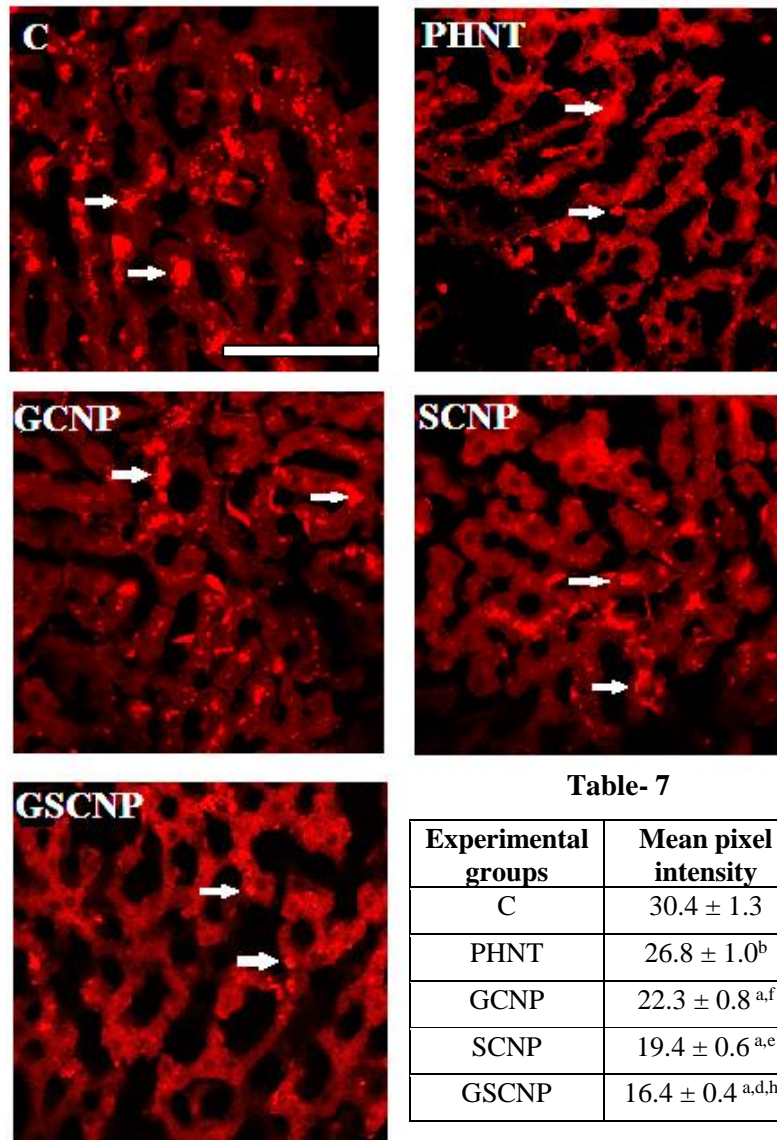 C
PHNT
GCNP
SCNP
GSCNP
Table- 7
Experimental groups | Mean pixel intensity
C | 30.4 ± 1.3
PHNT | 26.8 ± 1.0ᵇ
GCNP | 22.3 ± 0.8 ᵃ,ᶠ
SCNP | 19.4 ± 0.6 ᵃ,ᵉ
GSCNP | 16.4 ± 0.4 ᵃ,ᵈ,ʰ